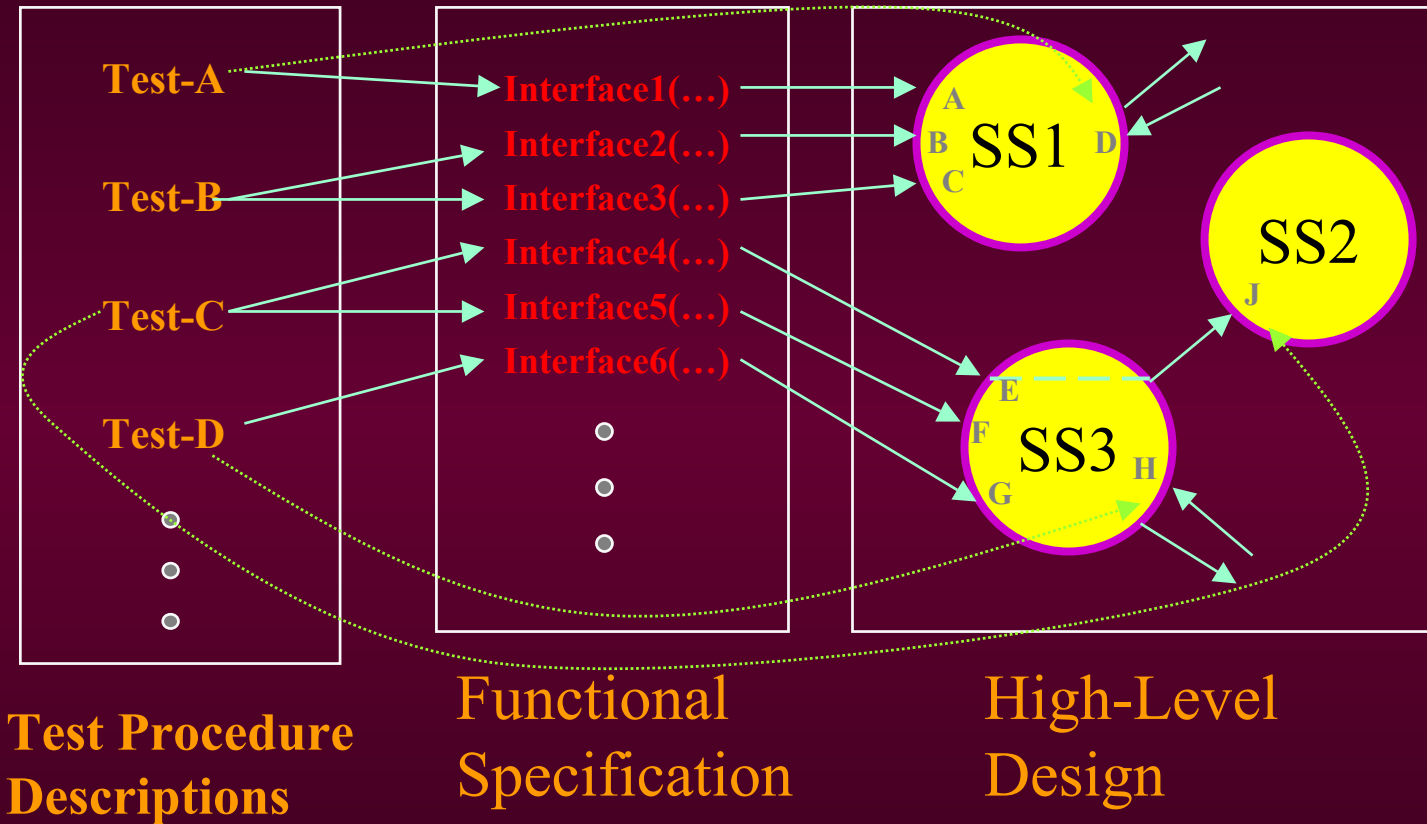 Test-A
Test-B
Test-C
Test-D
Interface1(…)
Interface2(…)
Interface3(…)
Interface4(…)
Interface5(…)
Interface6(…)
A
B
C
SS1
D
SS2
J
E
F
SS3
H
G
Test Procedure
Descriptions
Functional
Specification
High-Level
Design